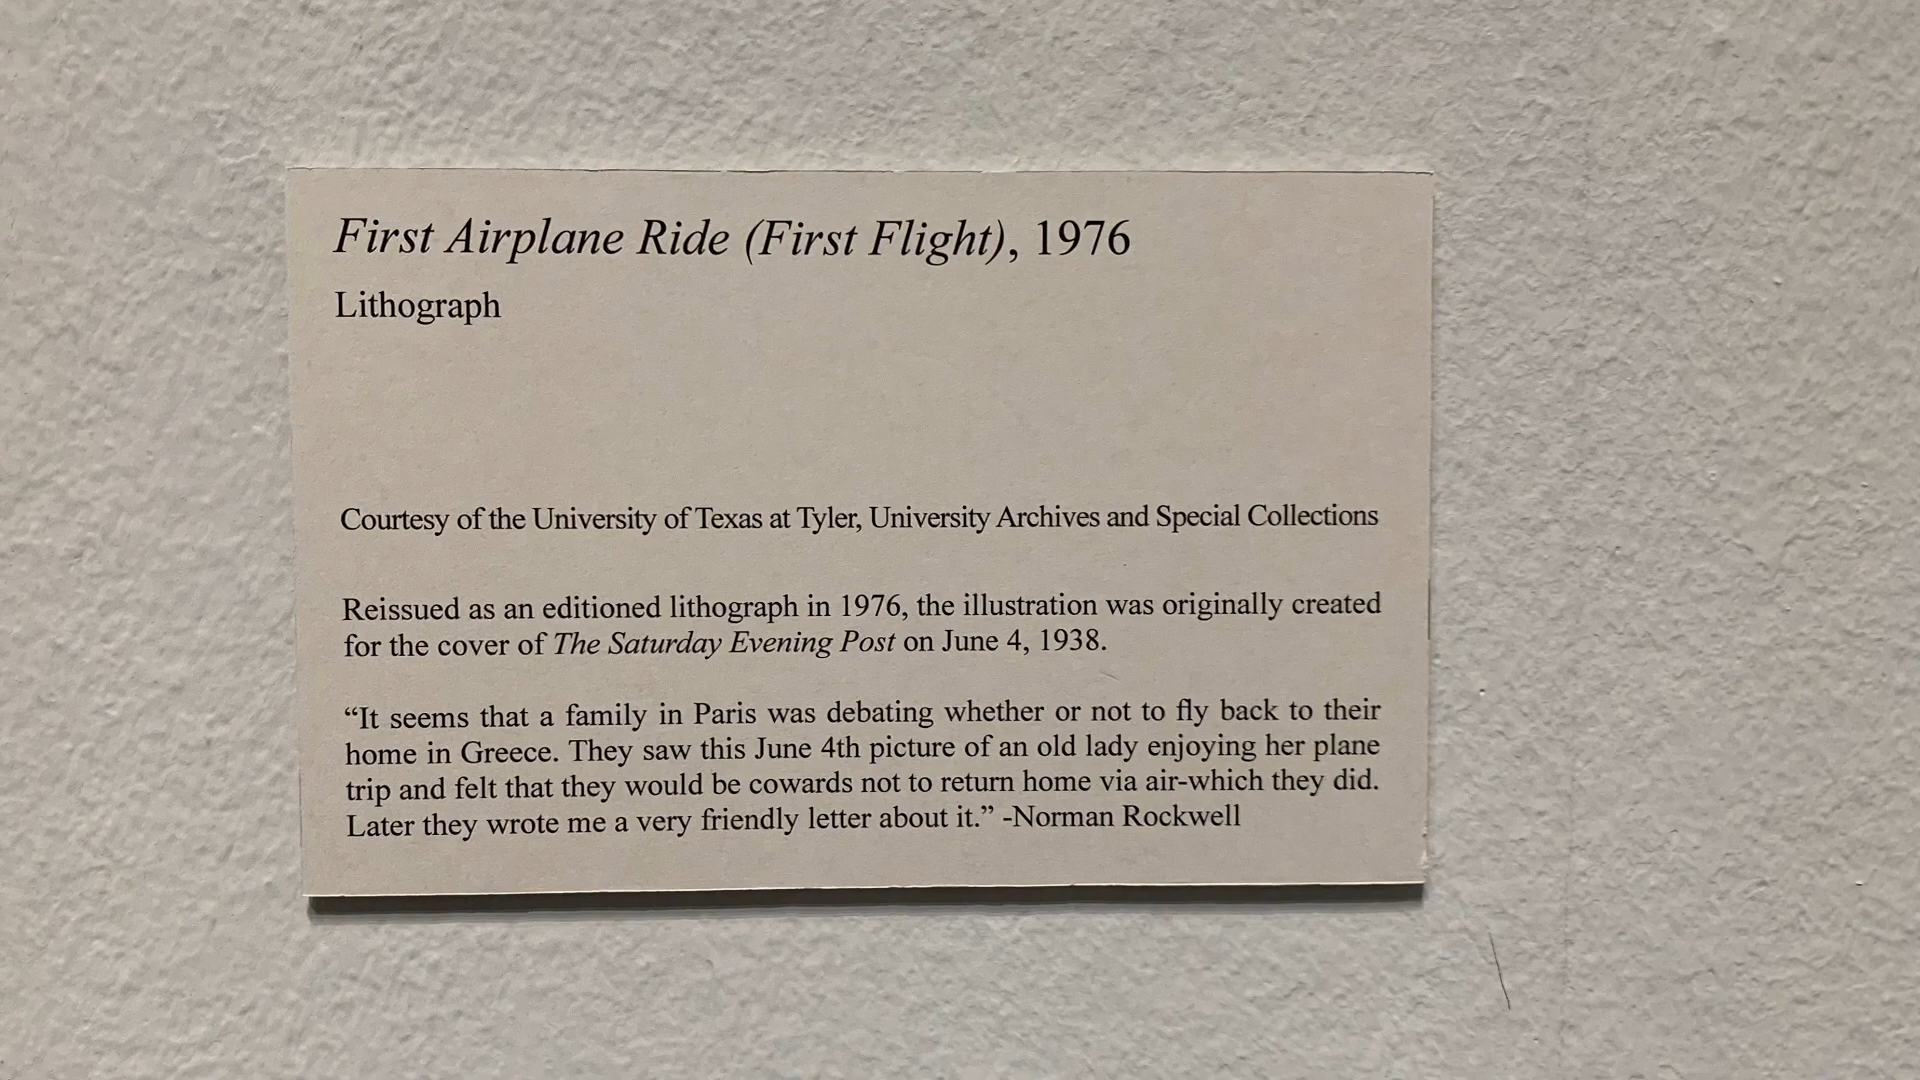 First Airplane Ride (First Flight), 1976
Lithograph
Courtesy of the University of Texas at Tyler, University Archives and Special Collections
Reissued as an editioned lithograph in 1976, the illustration was originally created
for the cover of The Saturday Evening Post on June 4, 1938.
“It seems that a family in Paris was debating whether or not to fly back to their
home in Greece. They saw this June 4th picture of an old lady enjoying her plane
trip and felt that they would be cowards not to return home via air-which they did.
Later they wrote me a very friendly letter about it.” -Norman Rockwell